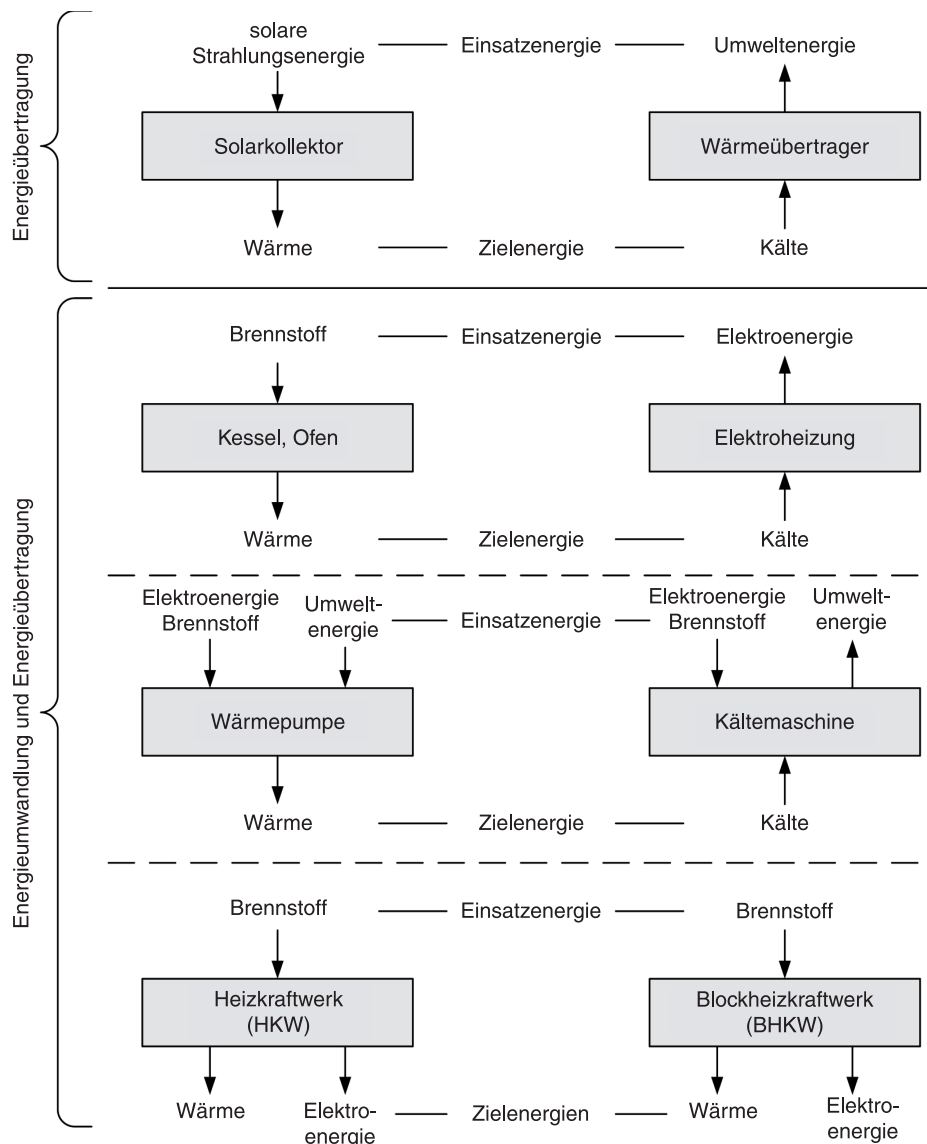 Energieübertragung
solare
Strahlungsenergie
Einsatzenergie
Umweltenergie
Solarkollektor
Wärmeübertrager
Wärme
Zielenergie
Kälte
Energieumwandlung und Energieübertragung
Brennstoff
Einsatzenergie
Elektroenergie
Kessel, Ofen
Elektroheizung
Wärme
Zielenergie
Kälte
Elektroenergie
Brennstoff
Umwelt-
energie
Einsatzenergie
Elektroenergie
Brennstoff
Umwelt-
energie
Wärmepumpe
Kältemaschine
Wärme
Zielenergie
Kälte
Brennstoff
Einsatzenergie
Brennstoff
Heizkraftwerk
(HKW)
Blockheizkraftwerk
(BHKW)
Wärme
Elektro-
energie
Zielenergien
Wärme
Elektro-
energie